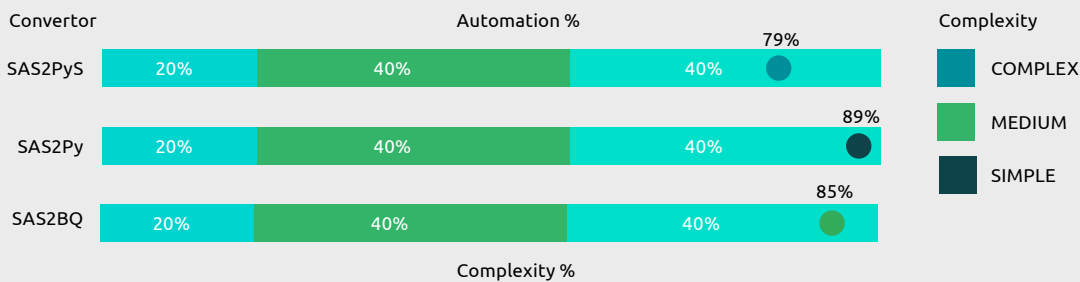 Convertor Automation % Complexity
79%
SAS2PyS 20% 40% 40% COMPLEX
89%
MEDIUM
SAS2Py 20% 40% 40%
SIMPLE
85%
SAS2BQ 20% 40% 40%
Complexity %